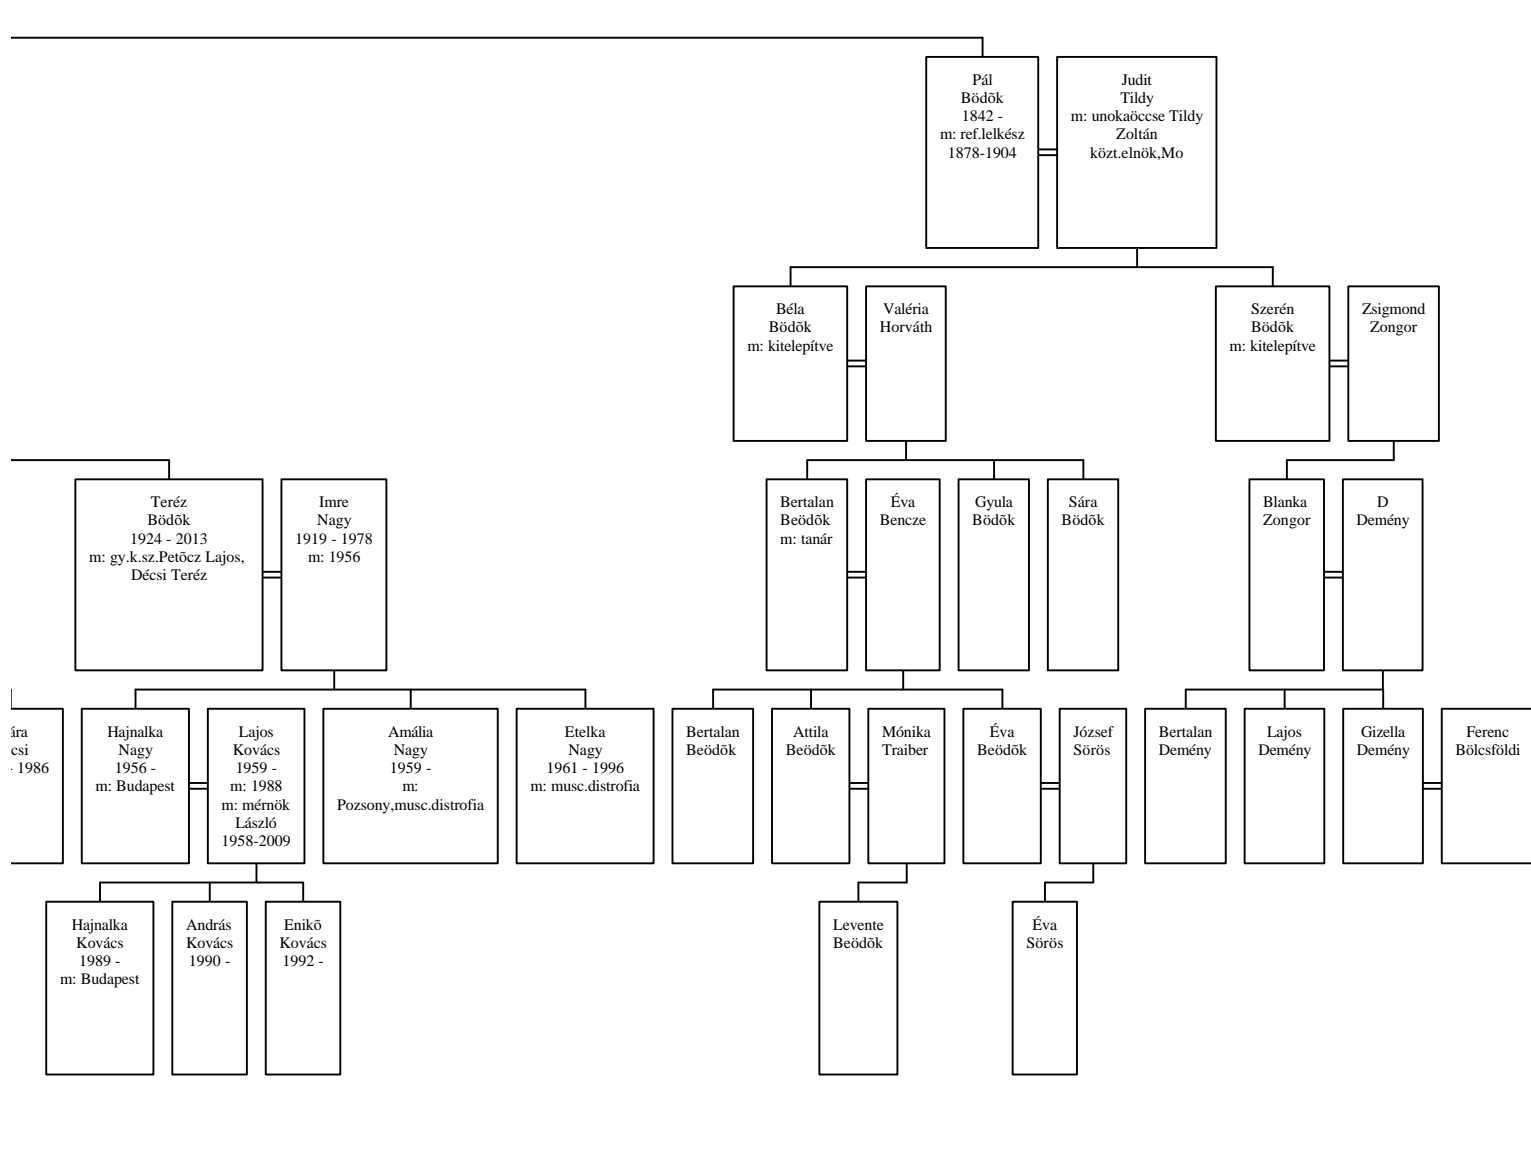 Pál
Bödõk
1842 -
m: ref.lelkész
1878-1904
Judit
Tildy
m: unokaöccse Tildy
Zoltán
közt.elnök,Mo
Béla
Bödõk
m: kitelepítve
Valéria
Horváth
Szerén
Bödõk
m: kitelepítve
Zsigmond
Zongor
Teréz
Bödõk
1924 - 2013
m: gy.k.sz.Petõcz Lajos,
Décsi Teréz
Imre
Nagy
1919 - 1978
m: 1956
Bertalan
Beödõk
m: tanár
Éva
Bencze
Gyula
Bödõk
Sára
Bödõk
Blanka
Zongor
D
Demény
ára
csi
- 1986
Hajnalka
Nagy
1956 -
m: Budapest
Lajos
Kovács
1959 -
m: 1988
m: mérnök
László
1958-2009
Amália
Nagy
1959 -
m:
Pozsony,musc.distrofia
Etelka
Nagy
1961 - 1996
m: musc.distrofia
Bertalan
Beödõk
Attila
Beödõk
Mónika
Traiber
Éva
Beödõk
József
Sörös
Bertalan
Demény
Lajos
Demény
Gizella
Demény
Ferenc
Bölcsföldi
Hajnalka
Kovács
1989 -
m: Budapest
András
Kovács
1990 -
Enikõ
Kovács
1992 -
Levente
Beödõk
Éva
Sörös